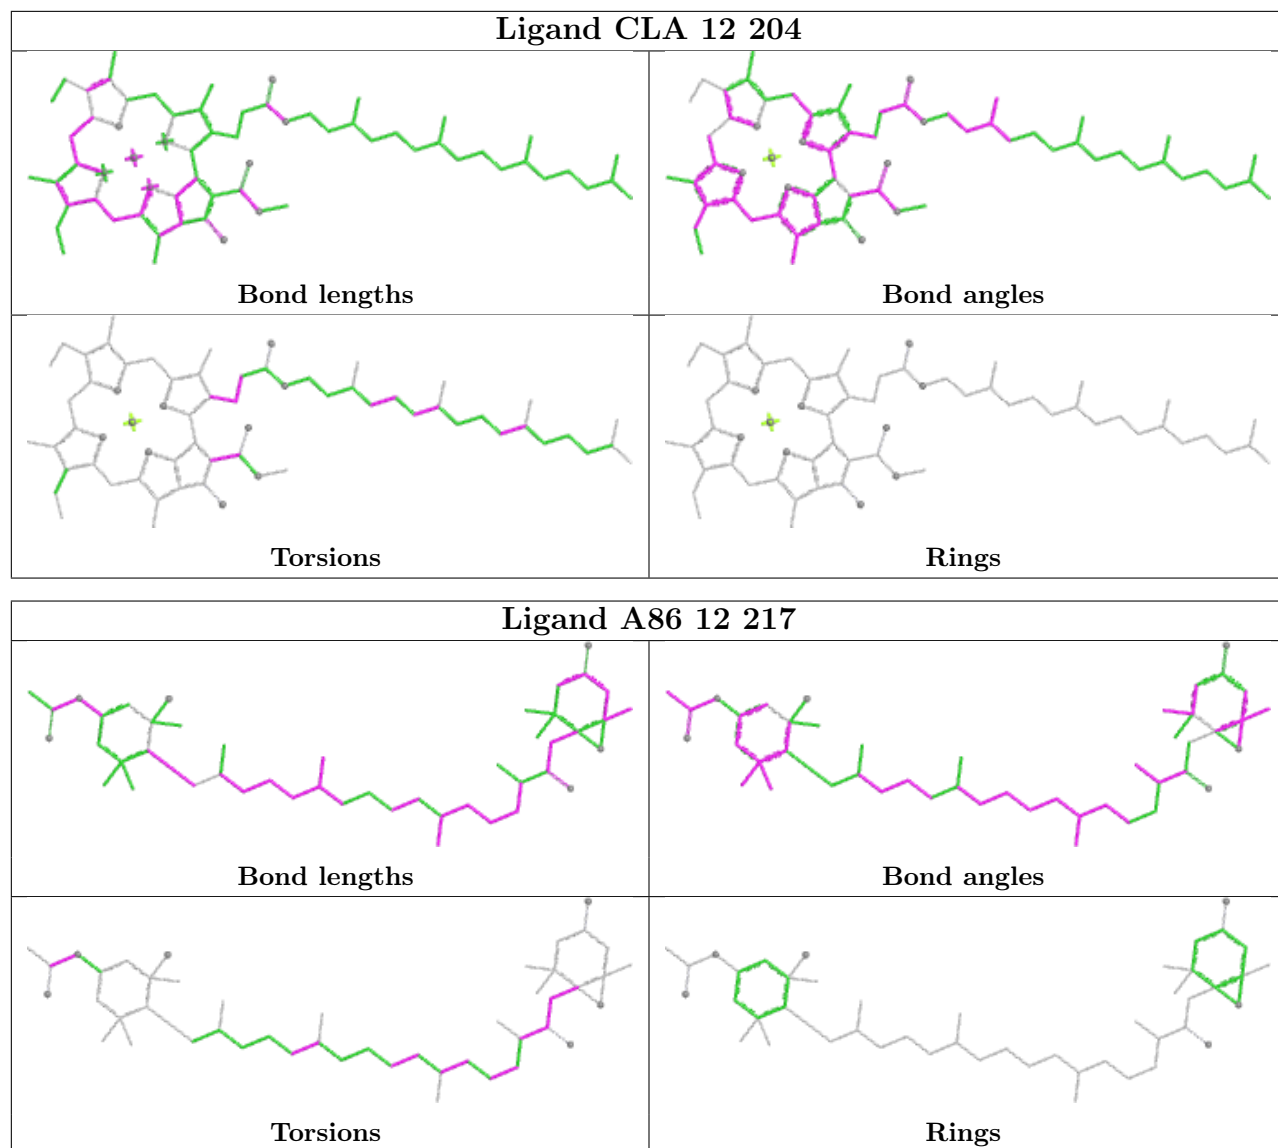 Ligand CLA 12 204
Bond lengths
Bond angles
Torsions
Rings
Ligand A86 12 217
Bond lengths
Bond angles
Torsions
Rings